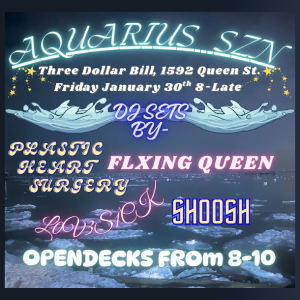 AQUARIUS SZN
Three Dollar Bill, 1592 Queen St.
Friday January 30th 8-Late
DJ SETS
BY-
PLASTIC
HEART
SURGERY
FLXING QUEEN
LUV3S1CK
SHOOSH
OPENDECKS FROM 8-10